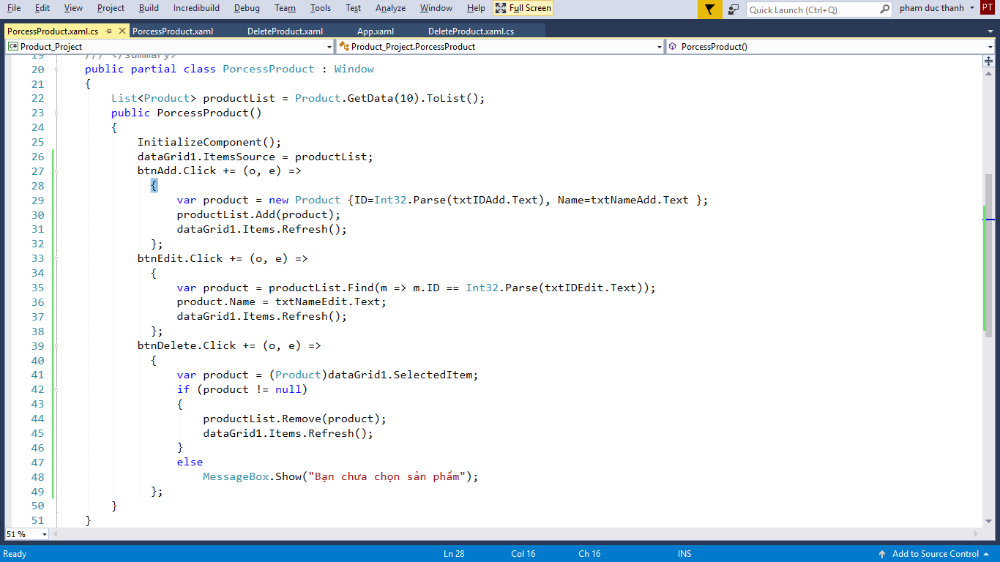 File Edit View Project Build Incredibuild Debug Team Tools Test Analyze Window Help Full Screen Quick Launch (Ctrl+Q) pham duc thanh PT
PorcessProduct.xaml.cs PorcessProduct.xaml DeleteProduct.xaml App.xaml DeleteProduct.xaml.cs
C# Product_Project Product_Project.PorcessProduct PorcessProduct()
19 /// </summary>
20 public partial class PorcessProduct : Window
21 {
22 List<Product> productList = Product.GetData(10).ToList();
23 public PorcessProduct()
24 {
25 InitializeComponent();
26 dataGrid1.ItemsSource = productList;
27 btnAdd.Click += (o, e) =>
28 {
29 var product = new Product {ID=Int32.Parse(txtIDAdd.Text), Name=txtNameAdd.Text };
30 productList.Add(product);
31 dataGrid1.Items.Refresh();
32 };
33 btnEdit.Click += (o, e) =>
34 {
35 var product = productList.Find(m => m.ID == Int32.Parse(txtIDEdit.Text));
36 product.Name = txtNameEdit.Text;
37 dataGrid1.Items.Refresh();
38 };
39 btnDelete.Click += (o, e) =>
40 {
41 var product = (Product)dataGrid1.SelectedItem;
42 if (product != null)
43 {
44 productList.Remove(product);
45 dataGrid1.Items.Refresh();
46 }
47 else
48 MessageBox.Show("Bạn chưa chọn sản phẩm");
49 };
50 }
51 }
51 %
Ready Ln 28 Col 16 Ch 16 INS Add to Source Control